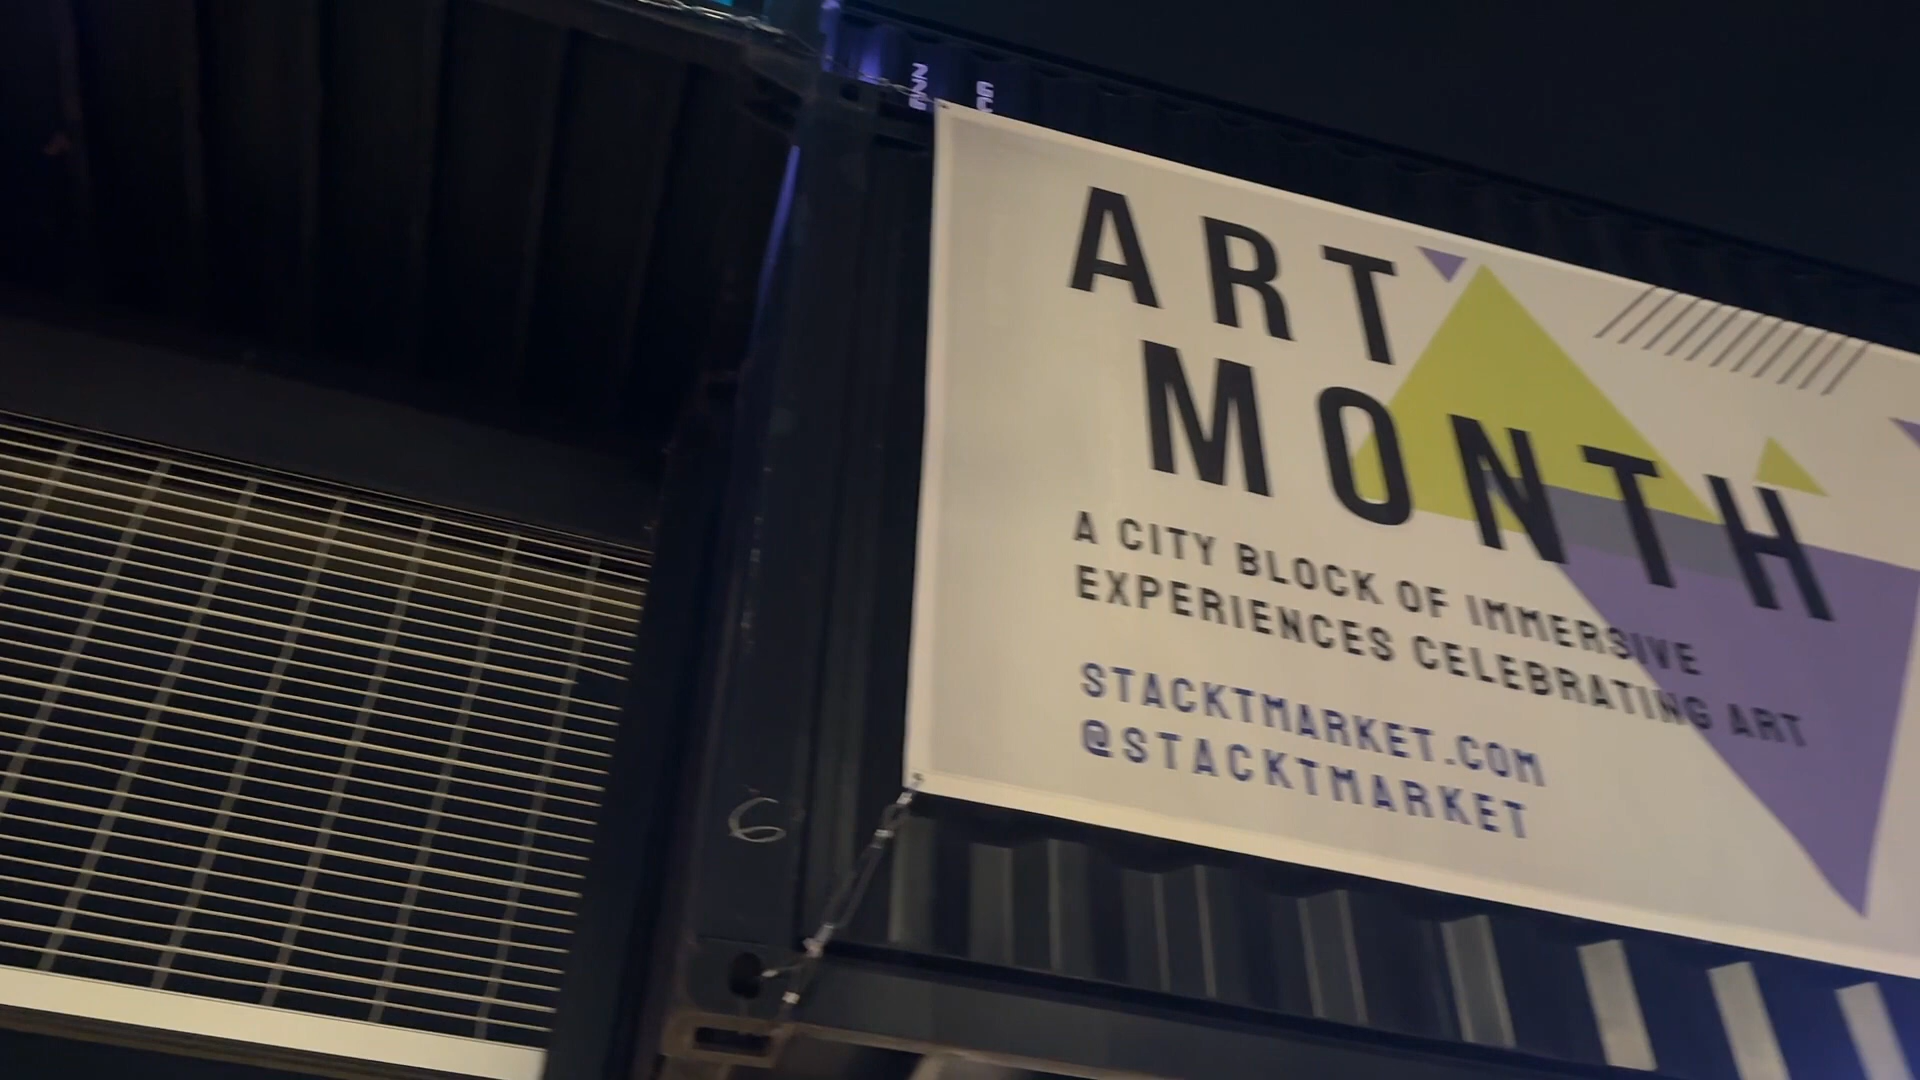 ART
MONTH
A CITY BLOCK OF IMMERSIVE
EXPERIENCES CELEBRATING ART
STACKTMARKET.COM
@STACKTMARKET